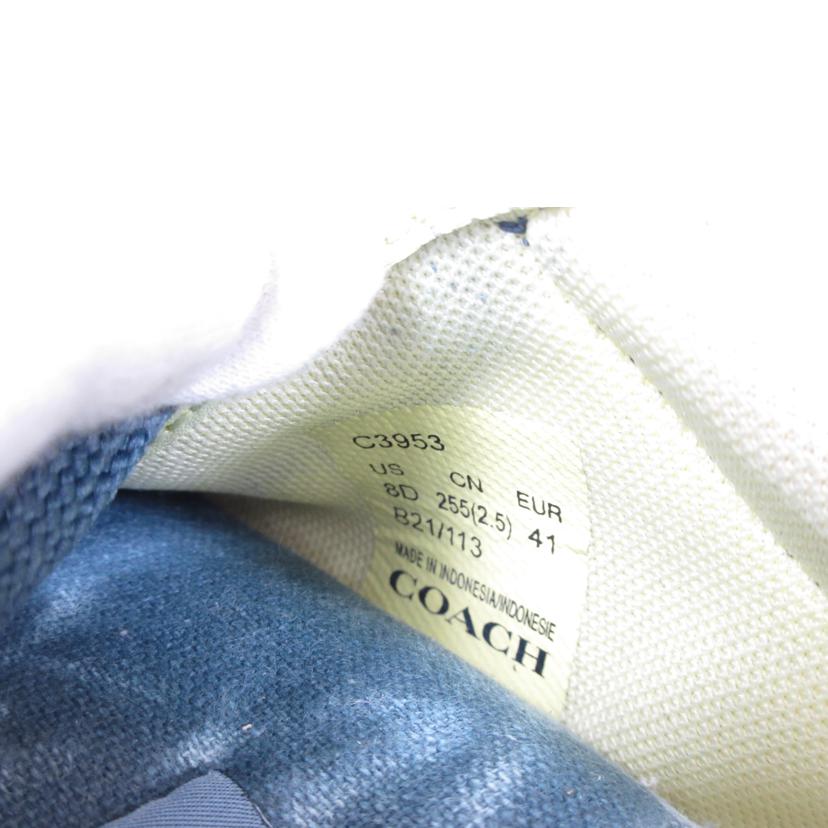 C3953
US CN EUR
8D 255(2.5) 41
B21/113
MADE IN INDONESIA/INDONESIE
COACH